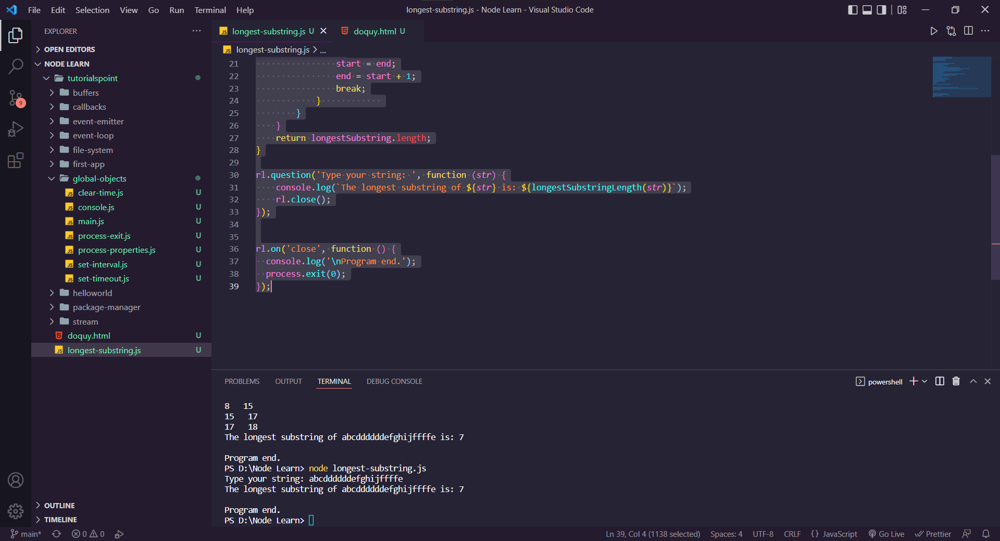 File Edit Selection View Go Run Terminal Help
longest-substring.js - Node Learn - Visual Studio Code
EXPLORER
OPEN EDITORS
NODE LEARN
tutorialspoint
buffers
callbacks
event-emitter
event-loop
file-system
first-app
global-objects
clear-time.js U
console.js U
main.js U
process-exit.js U
process-properties.js U
set-interval.js U
set-timeout.js U
helloworld
package-manager
stream
doquy.html U
longest-substring.js U
OUTLINE
TIMELINE
9
longest-substring.js U
doquy.html U
longest-substring.js > ...
21 start = end;
22 end = start + 1;
23 break;
24 }
25 }
26 }
27 return longestSubstring.length;
28 }
29
30 rl.question('Type your string: ', function (str) {
31 console.log(`The longest substring of ${str} is: ${longestSubstringLength(str)}`);
32 rl.close();
33 });
34
35
36 rl.on('close', function () {
37 console.log('\nProgram end.');
38 process.exit(0);
39 });
PROBLEMS OUTPUT TERMINAL DEBUG CONSOLE
powershell
8 15
15 17
17 18
The longest substring of abcddddddefghijffffe is: 7
Program end.
PS D:\Node Learn> node longest-substring.js
Type your string: abcddddddefghijffffe
The longest substring of abcddddddefghijffffe is: 7
Program end.
PS D:\Node Learn>
main* 0 0
Ln 39, Col 4 (1138 selected) Spaces: 4 UTF-8 CRLF {} JavaScript Go Live Prettier